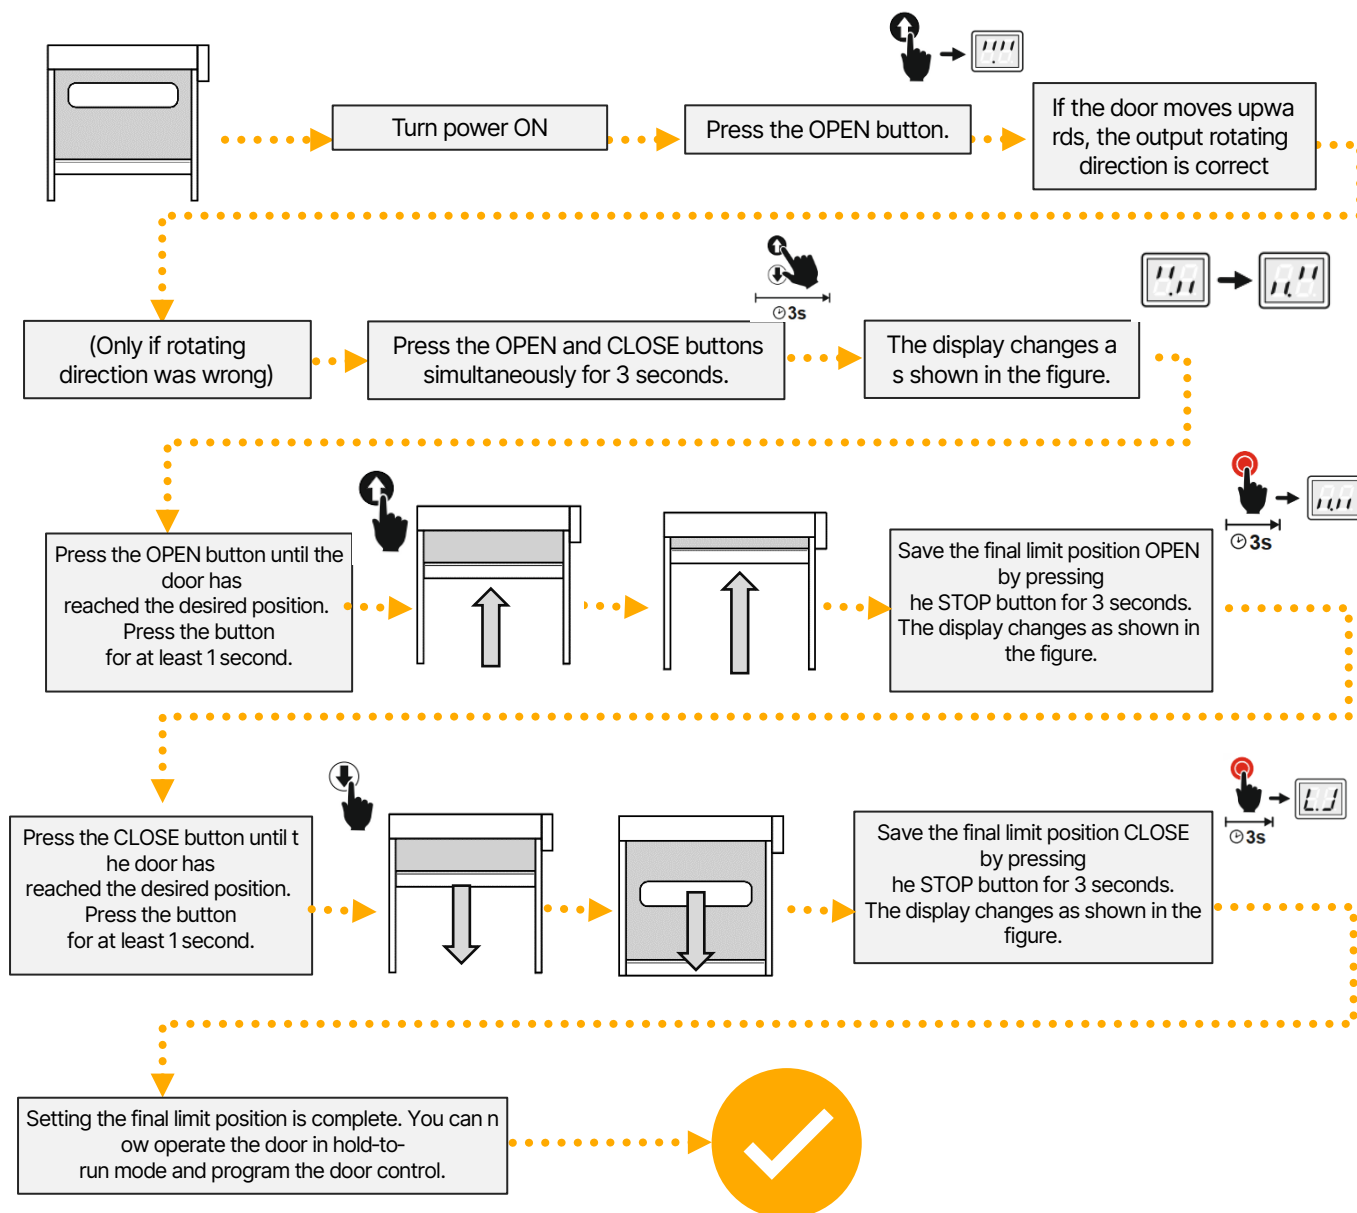 Turn power ON
Press the OPEN button.
If the door moves upwa
rds, the output rotating
direction is correct
3s
(Only if rotating
direction was wrong)
Press the OPEN and CLOSE buttons
simultaneously for 3 seconds.
The display changes a
s shown in the figure.
3s
Press the OPEN button until the
door has
reached the desired position.
Press the button
for at least 1 second.
Save the final limit position OPEN
by pressing
he STOP button for 3 seconds.
The display changes as shown in
the figure.
3s
Press the CLOSE button until t
he door has
reached the desired position.
Press the button
for at least 1 second.
Save the final limit position CLOSE
by pressing
he STOP button for 3 seconds.
The display changes as shown in the
figure.
Setting the final limit position is complete. You can n
ow operate the door in hold-to-
run mode and program the door control.